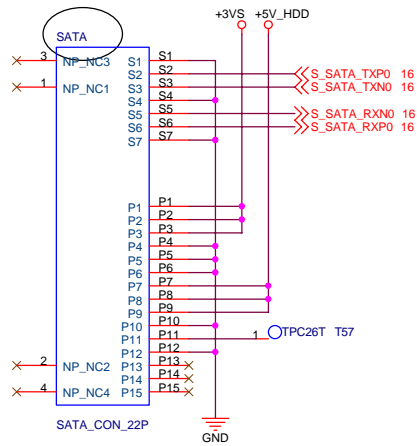 +3VS +5V_HDD
SATA
3 NP_NC3 S1 S1
S2 S2 S_SATA_TXP0 16
1 NP_NC1 S3 S3 S_SATA_TXN0 16
S4 S4
S5 S5 S_SATA_RXN0 16
S6 S6 S_SATA_RXP0 16
S7 S7
P1 P1
P2 P2
P3 P3
P4 P4
P5 P5
P6 P6
P7 P7
P8 P8
P9 P9
P10 P10
P11 P11 1 TPC26T T57
P12 P12
2 NP_NC2 P13 P13
P14 P14
4 NP_NC4 P15 P15
SATA_CON_22P
GND